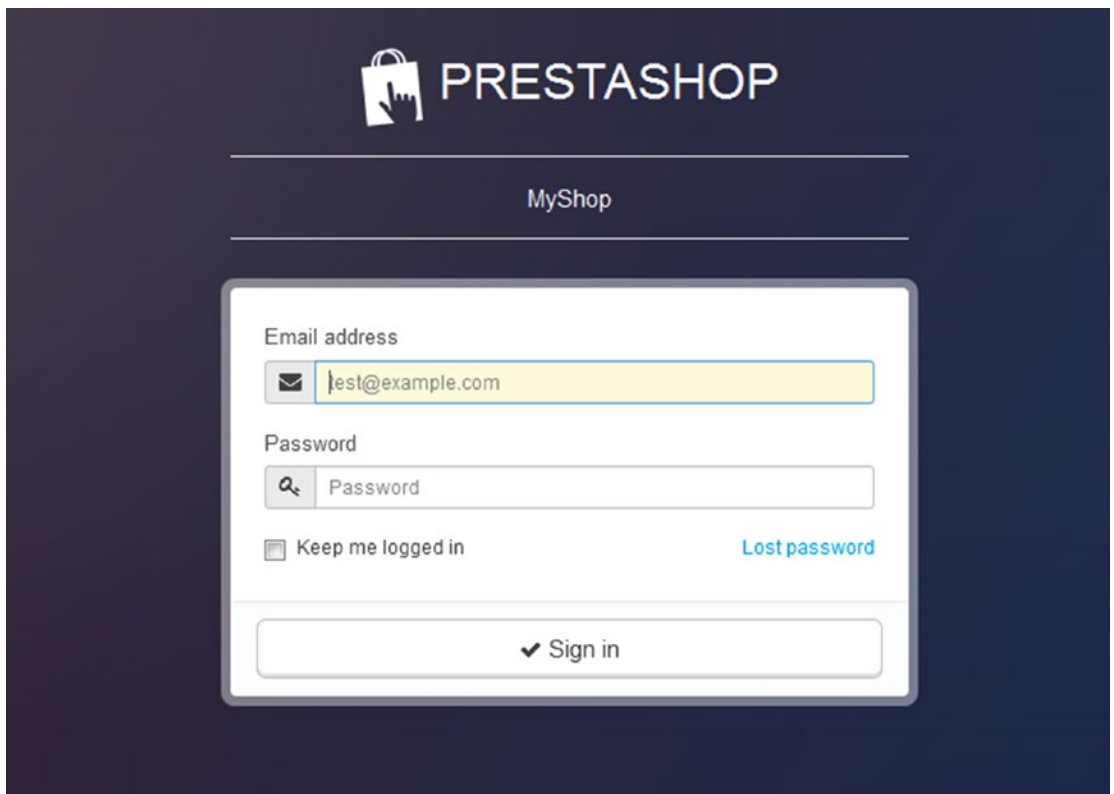 PRESTASHOP
MyShop
Email address
test@example.com
Password
Password
Keep me logged in Lost password
Sign in